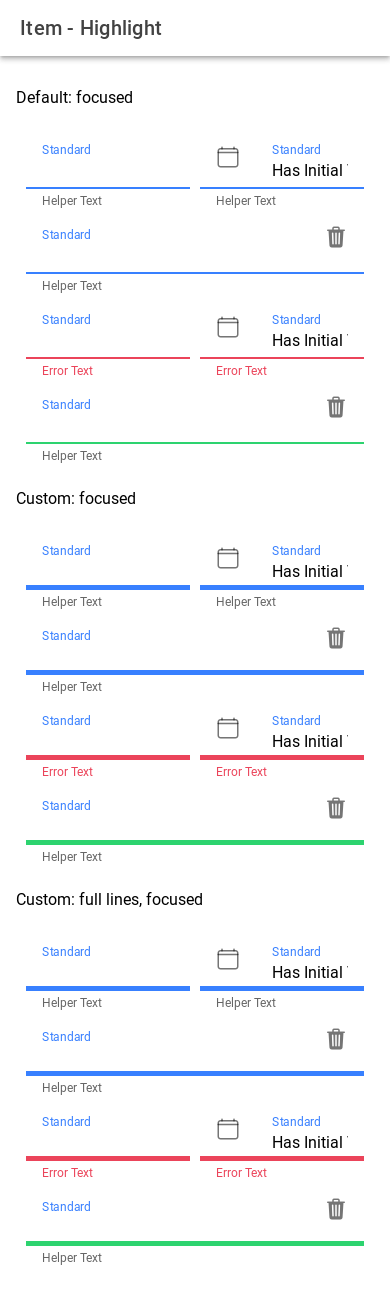 Item - Highlight
Default: focused
Standard Standard
Has Initial
Helper Text Helper Text
Standard
Helper Text
Standard Standard
Has Initial
Error Text Error Text
Standard
Helper Text
Custom: focused
Standard Standard
Has Initial
Helper Text Helper Text
Standard
Helper Text
Standard Standard
Has Initial
Error Text Error Text
Standard
Helper Text
Custom: full lines, focused
Standard Standard
Has Initial
Helper Text Helper Text
Standard
Helper Text
Standard Standard
Has Initial
Error Text Error Text
Standard
Helper Text